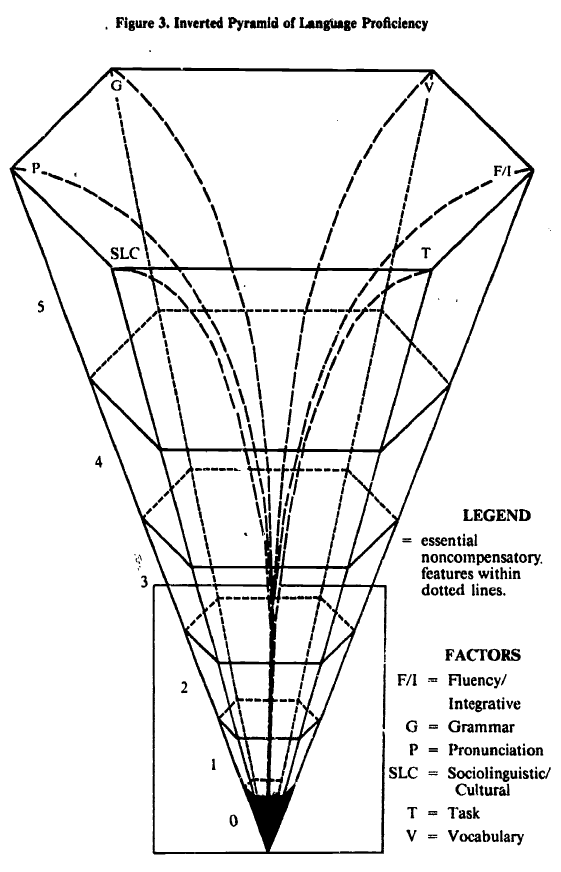 Figure 3. Inverted Pyramid of Language Proficiency
G
V
P
F/I
SLC
T
5
4
LEGEND
= essential
noncompensatory.
features within
dotted lines.
3
FACTORS
F/I = Fluency/
Integrative
2
G = Grammar
P = Pronunciation
1
SLC = Sociolinguistic/
Cultural
T = Task
0
V = Vocabulary